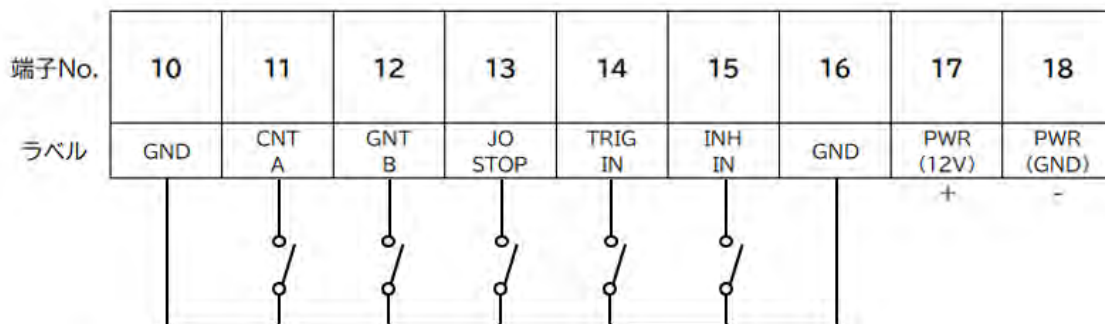 端子No. 10 11 12 13 14 15 16 17 18
ラベル GND CNT A GNT B JO STOP TRIG IN INH IN GND PWR (12V) PWR (GND)
+ -